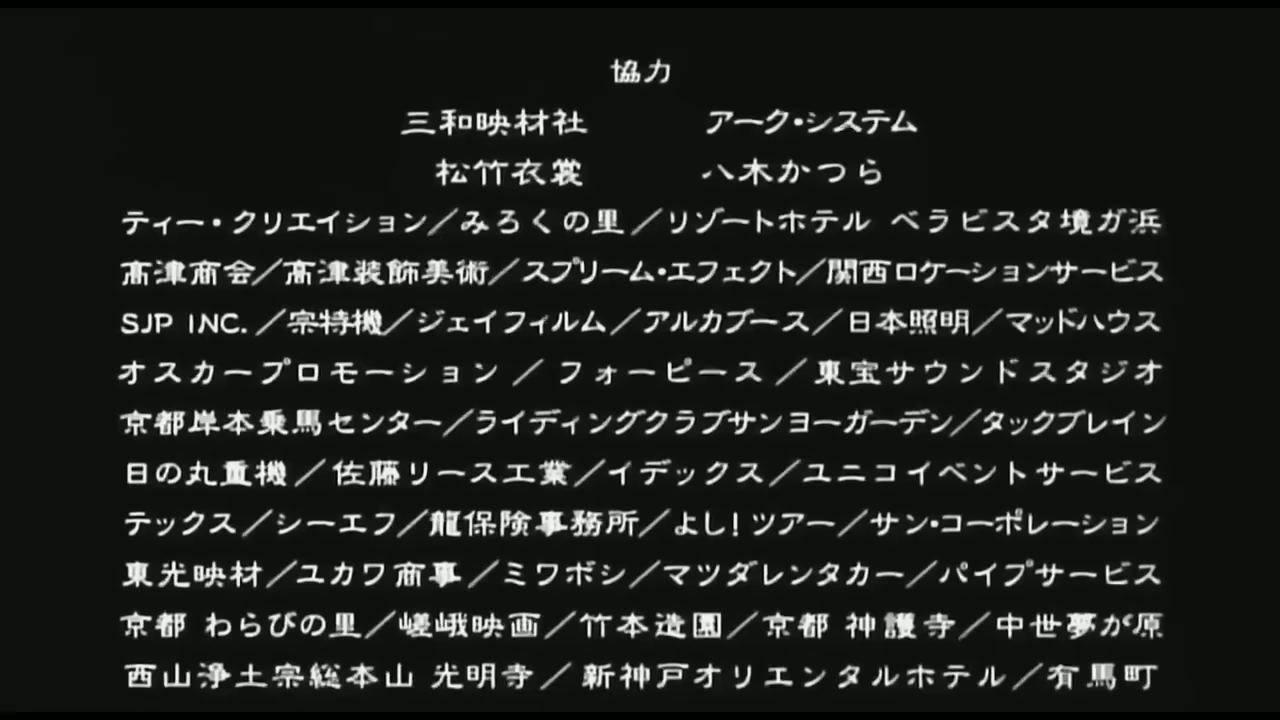 協力
三和映材社 アーク・システム
松竹衣裳 八木かつら
ティー・クリエイション／みろくの里／リゾートホテル ベラビスタ境ガ浜
高津商会／高津装飾美術／スプリーム・エフェクト／関西ロケーションサービス
SJP INC.／宗特機／ジェイフィルム／アルカブース／日本照明／マッドハウス
オスカープロモーション／フォーピース／東宝サウンドスタジオ
京都岸本乗馬センター／ライディングクラブサンヨーガーデン／タックブレイン
日の丸重機／佐藤リース工業／イデックス／ユニコイベントサービス
テックス／シーエフ／龍保険事務所／よし！ツアー／サン・コーポレーション
東光映材／ユカワ商事／ミワボシ／マツダレンタカー／パイプサービス
京都 わらびの里／嵯峨映画／竹本造園／京都 神護寺／中世夢が原
西山浄土宗総本山 光明寺／新神戸オリエンタルホテル／有馬町